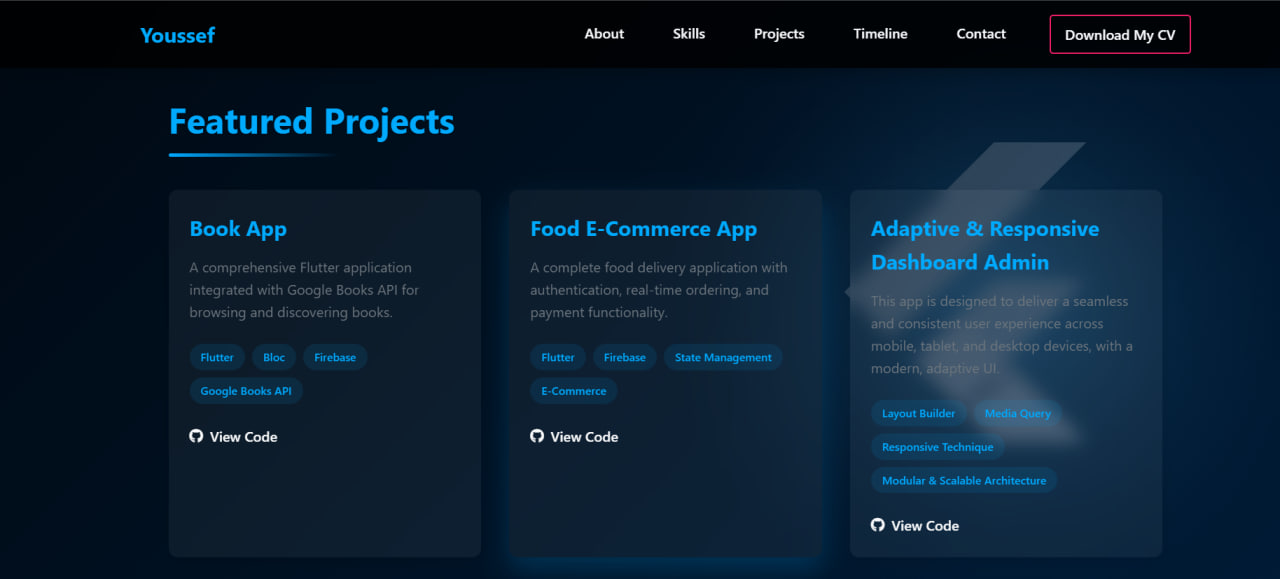 Youssef
About
Skills
Projects
Timeline
Contact
Download My CV
Featured Projects
Book App
A comprehensive Flutter application
integrated with Google Books API for
browsing and discovering books.
Flutter
Bloc
Firebase
Google Books API
View Code
Food E-Commerce App
A complete food delivery application with
authentication, real-time ordering, and
payment functionality.
Flutter
Firebase
State Management
E-Commerce
View Code
Adaptive & Responsive
Dashboard Admin
This app is designed to deliver a seamless
and consistent user experience across
mobile, tablet, and desktop devices, with a
modern, adaptive UI.
Layout Builder
Media Query
Responsive Technique
Modular & Scalable Architecture
View Code